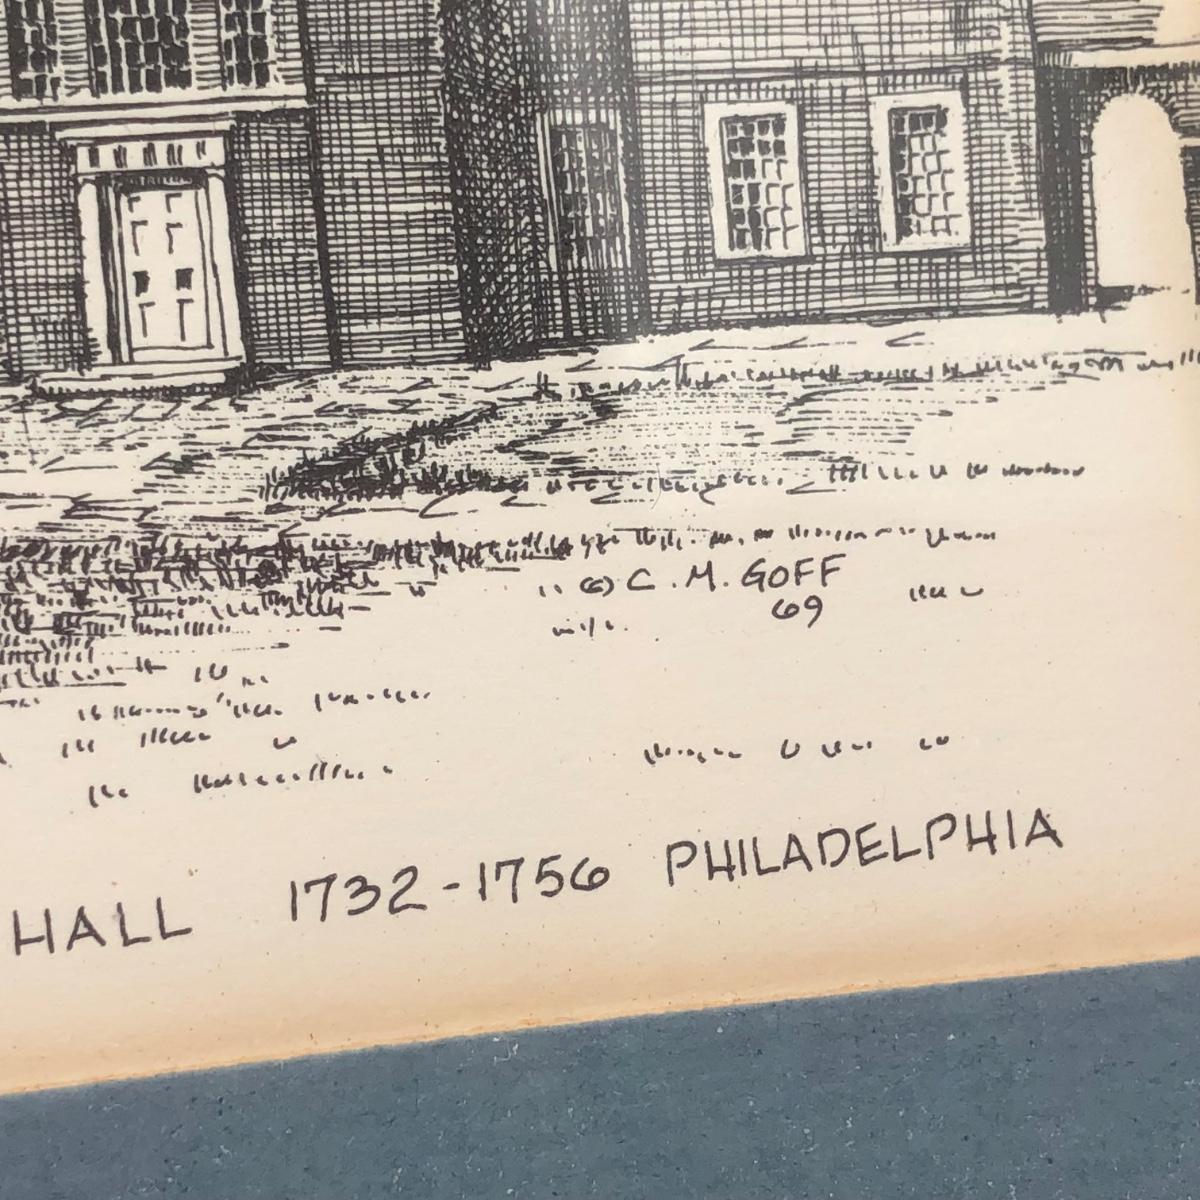 © C. M. GOFF
69
HALL 1732-1756 PHILADELPHIA